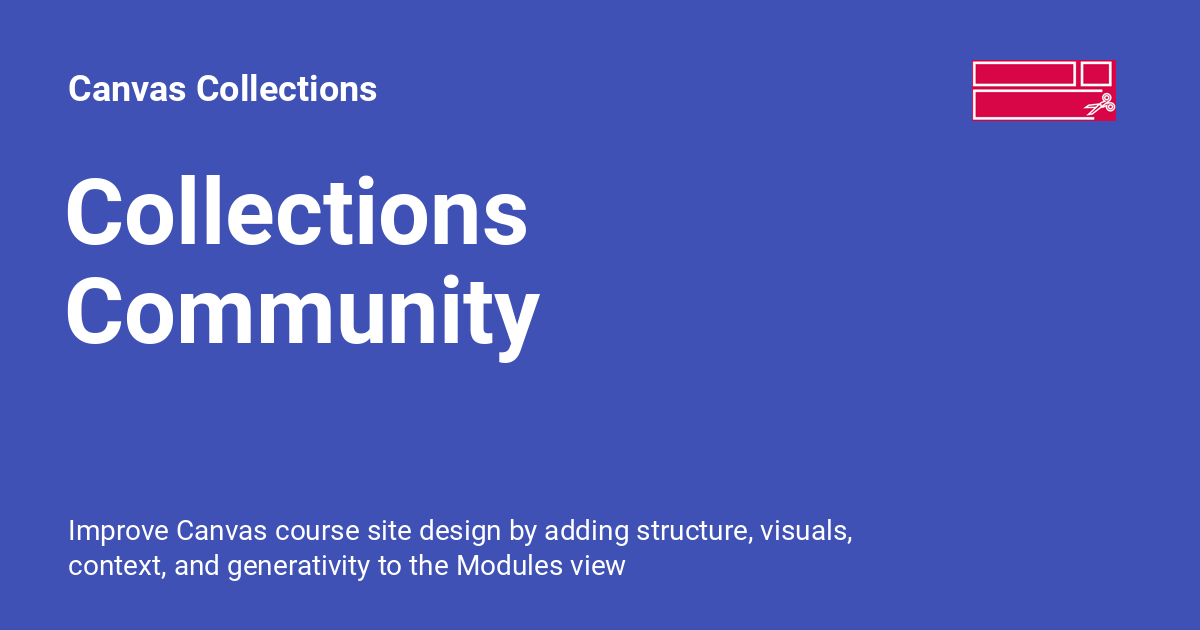 Canvas Collections
Collections
Community
Improve Canvas course site design by adding structure, visuals,
context, and generativity to the Modules view